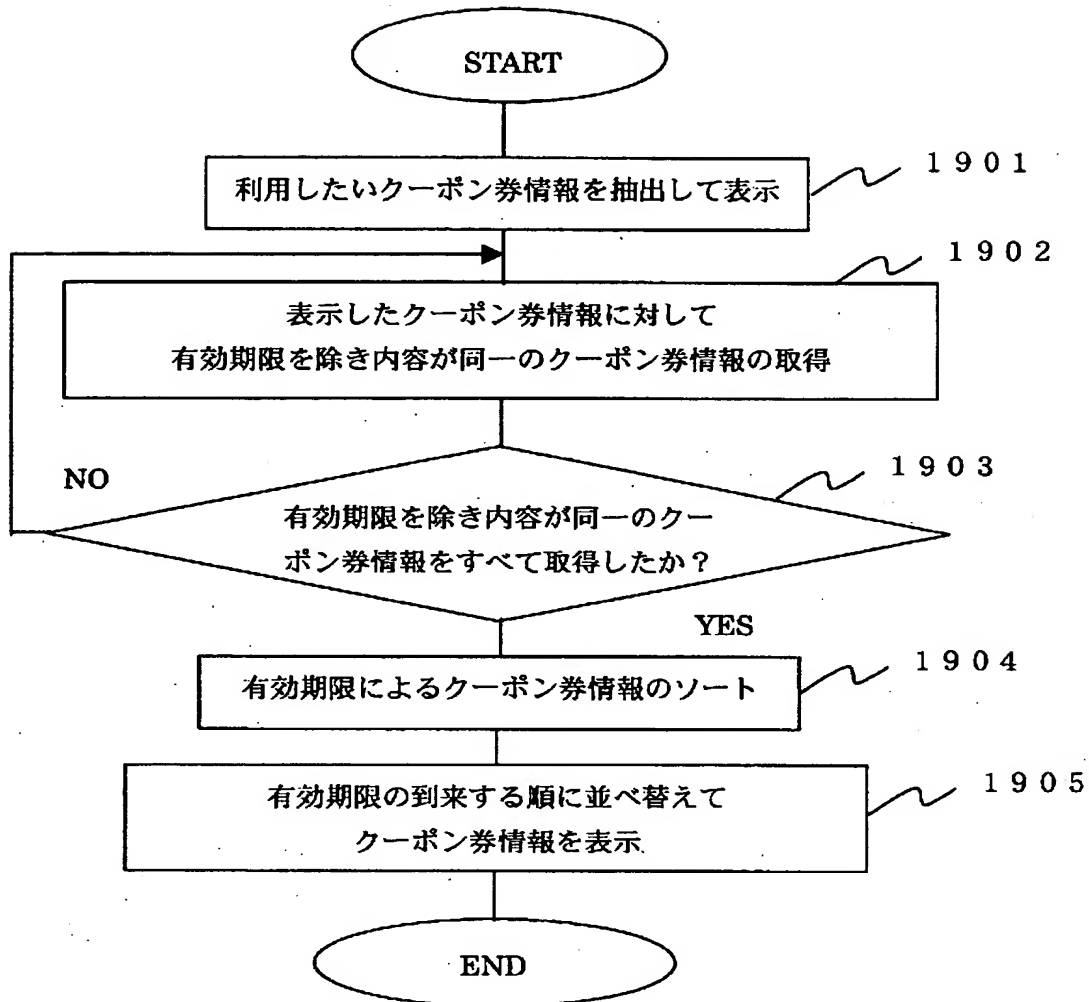 START
利用したいクーポン券情報を抽出して表示
1901
表示したクーポン券情報に対して
有効期限を除き内容が同一のクーポン券情報の取得
1902
NO
有効期限を除き内容が同一のクー
ポン券情報をすべて取得したか？
1903
YES
有効期限によるクーポン券情報のソート
1904
有効期限の到来する順に並べ替えて
クーポン券情報を表示
1905
END